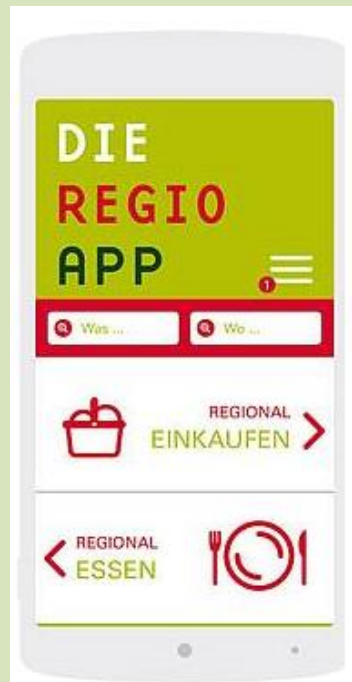 DIE
REGIO
APP
1
Was ...
Wo ...
REGIONAL
EINKAUFEN
REGIONAL
ESSEN